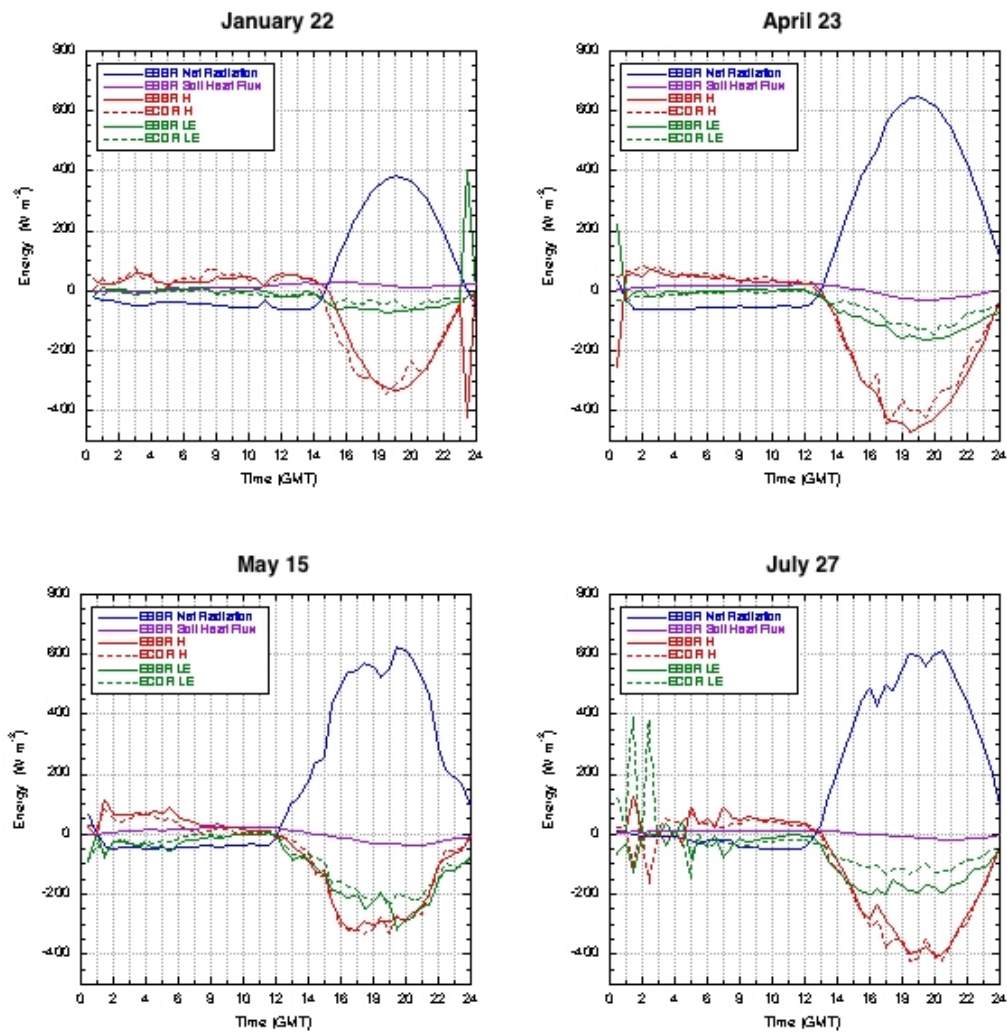 January 22
900
600
400
200
0
-200
-400
Energy (W m⁻²)
EBBR Net Radiation
EBBR Soil Heat Flux
EBBR H
ECOR H
EBBR LE
ECOR LE
0 2 4 6 8 10 12 14 16 18 20 22 24
Time (GMT)
April 23
900
600
400
200
0
-200
-400
Energy (W m⁻²)
EBBR Net Radiation
EBBR Soil Heat Flux
EBBR H
ECOR H
EBBR LE
ECOR LE
0 2 4 6 8 10 12 14 16 18 20 22 24
Time (GMT)
May 15
900
600
400
200
0
-200
-400
Energy (W m⁻²)
EBBR Net Radiation
EBBR Soil Heat Flux
EBBR H
ECOR H
EBBR LE
ECOR LE
0 2 4 6 8 10 12 14 16 18 20 22 24
Time (GMT)
July 27
900
600
400
200
0
-200
-400
Energy (W m⁻²)
EBBR Net Radiation
EBBR Soil Heat Flux
EBBR H
ECOR H
EBBR LE
ECOR LE
0 2 4 6 8 10 12 14 16 18 20 22 24
Time (GMT)